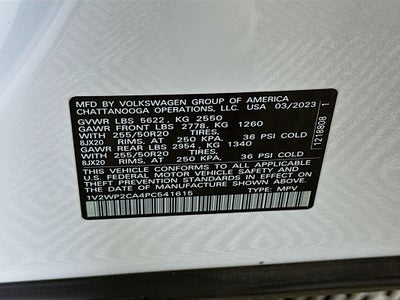 MFD BY VOLKSWAGEN GROUP OF AMERICA
CHATTANOOGA OPERATIONS, LLC. USA 03/2023
GVWR LBS 5622, KG 2550
GAWR FRONT LBS 2778, KG 1260
WITH 255/50R20 TIRES,
8JX20 RIMS, AT 250 KPA, 36 PSI COLD
GAWR REAR LBS 2954, KG 1340
WITH 255/50R20 TIRES,
8JX20 RIMS, AT 250 KPA, 36 PSI COLD
THIS VEHICLE CONFORMS TO ALL APPLICABLE
FEDERAL MOTOR VEHICLE SAFETY AND
THEFT PREVENTION STANDARDS IN EFFECT ON
THE DATE OF MANUFACTURE SHOWN ABOVE.
1V2WP2CA4PC541615 TYPE: MPV
1218808 1